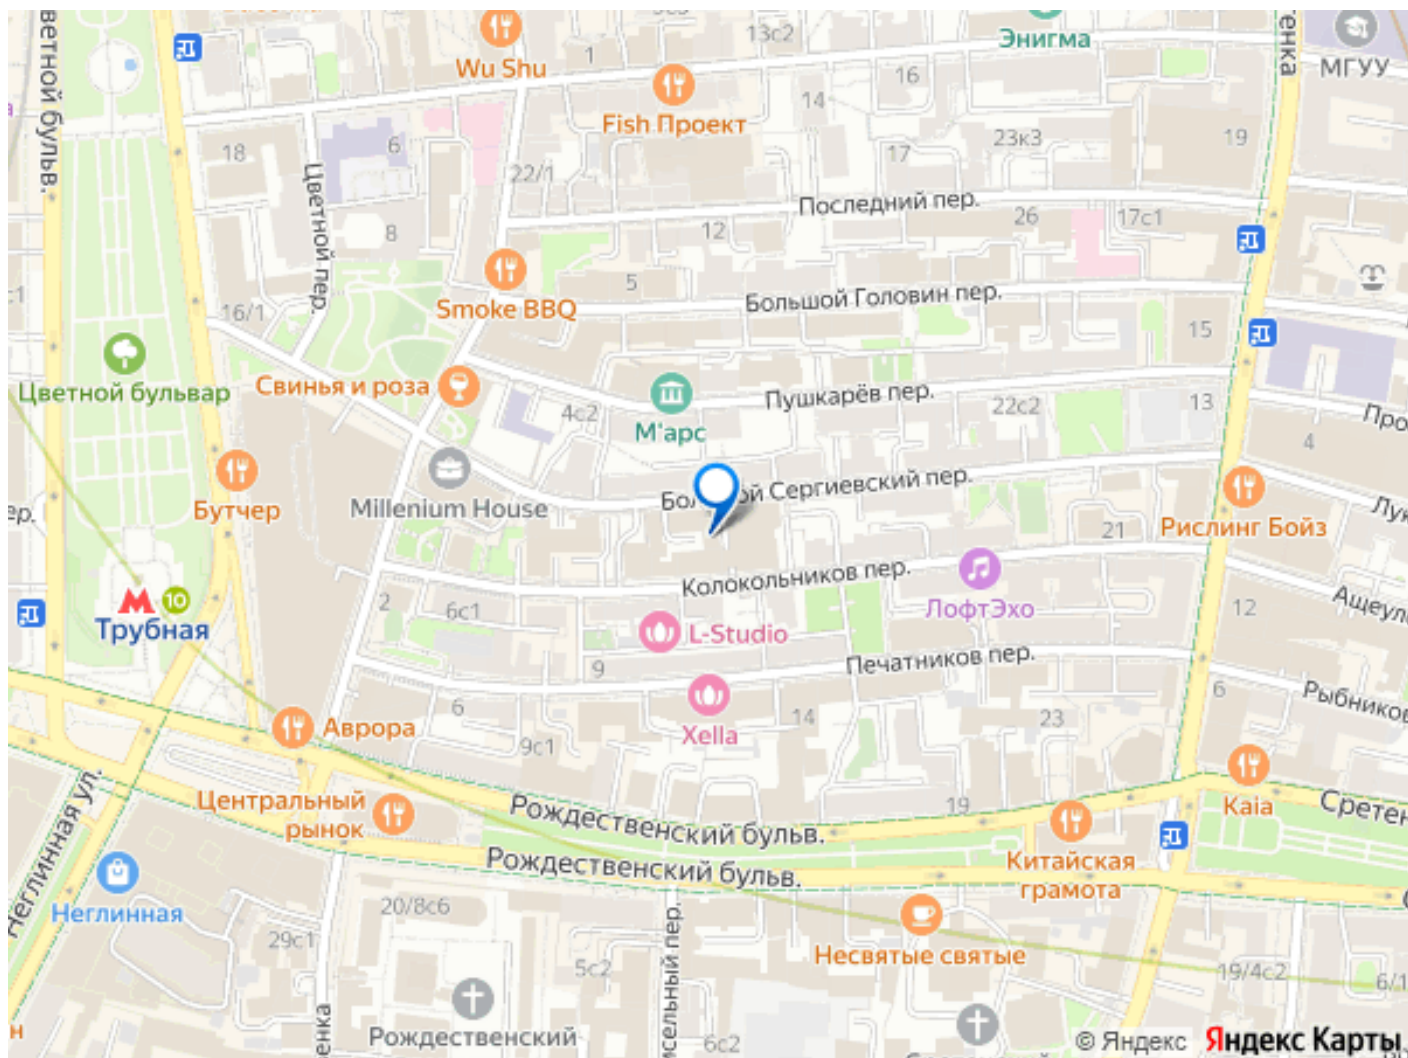 Wu Shu
1
13с2
Энигма
16
МГУУ
Fish Проект
14
23к3
19
18
6
17
22/1
Последний пер.
12
26
17с1
Цветной пер.
8
5
Большой Головин пер.
16/1
Smoke BBQ
15
Цветной бульвар
Свинья и роза
4с2
М'арс
Пушкарёв пер.
22с2
13
4
Бутчер
Millenium House
Сергиевский пер.
Рислинг Бойз
21
Колокольников пер.
ЛофтЭхо
10
Трубная
2
6с1
L-Studio
12
9
Печатников пер.
6
Xella
14
23
6
Аврора
9с1
Центральный
рынок
Рождественский бульв.
19
Kaia
Рождественский бульв.
Китайская
грамота
Неглинная ул.
Неглинная
20/8с6
29с1
5с2
Несвятые святые
19/4с2
Рождественский
6с2
© Яндекс
Яндекс Карты